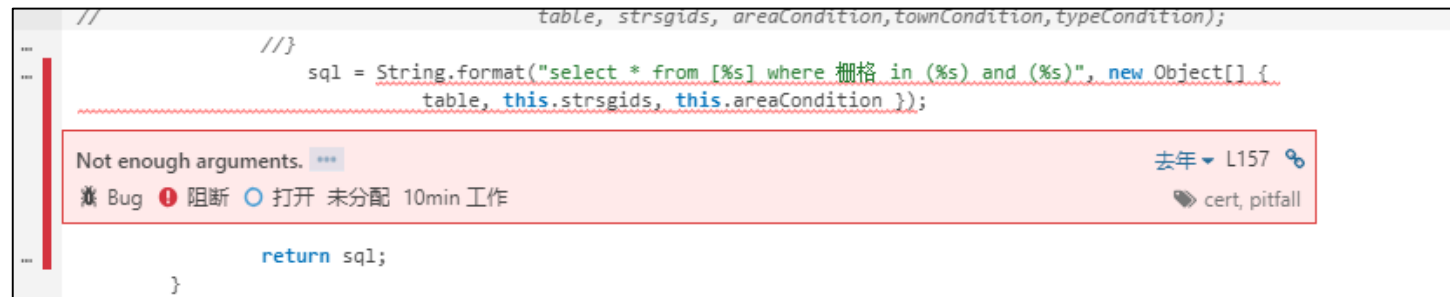 // table, strsgids, areaCondition,townCondition,typeCondition);
//}
sql = String.format("select * from [%s] where 栅格 in (%s) and (%s)", new Object[] {
table, this.strsgids, this.areaCondition });
Not enough arguments. ···
去年 L157
Bug 阻断 打开 未分配 10min 工作
cert, pitfall
return sql;
}